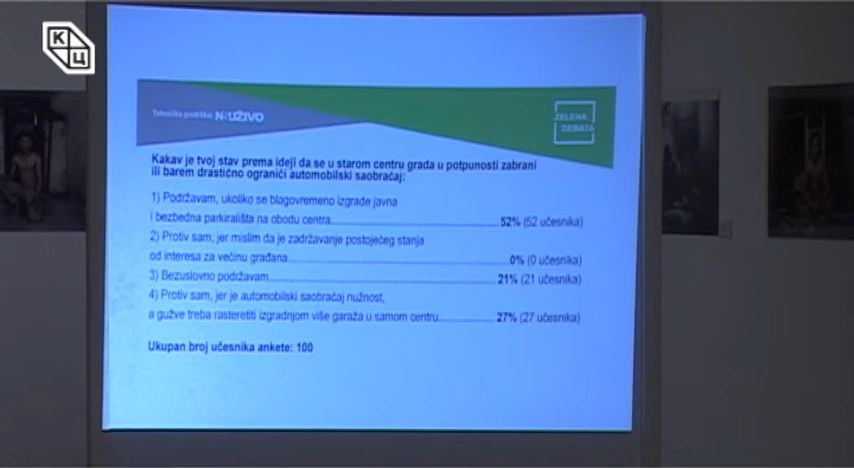 К
Ц
Tehnička podrška: N UŽIVO
ZELENA
DEBATA
Kakav je tvoj stav prema ideji da se u starom centru grada u potpunosti zabrani
ili barem drastično ograniči automobilski saobraćaj:
1) Podržavam, ukoliko se blagovremeno izgrade javna
i bezbedna parkirališta na obodu centra........ 52% (52 učesnika)
2) Protiv sam, jer mislim da je zadržavanje postojećeg stanja
od interesa za većinu građana........ 0% (0 učesnika)
3) Bezuslovno podržavam........ 21% (21 učesnika)
4) Protiv sam, jer je automobilski saobraćaj nužnost,
a gužve treba rasteretiti izgradnjom više garaža u samom centru........ 27% (27 učesnika)
Ukupan broj učesnika ankete: 100